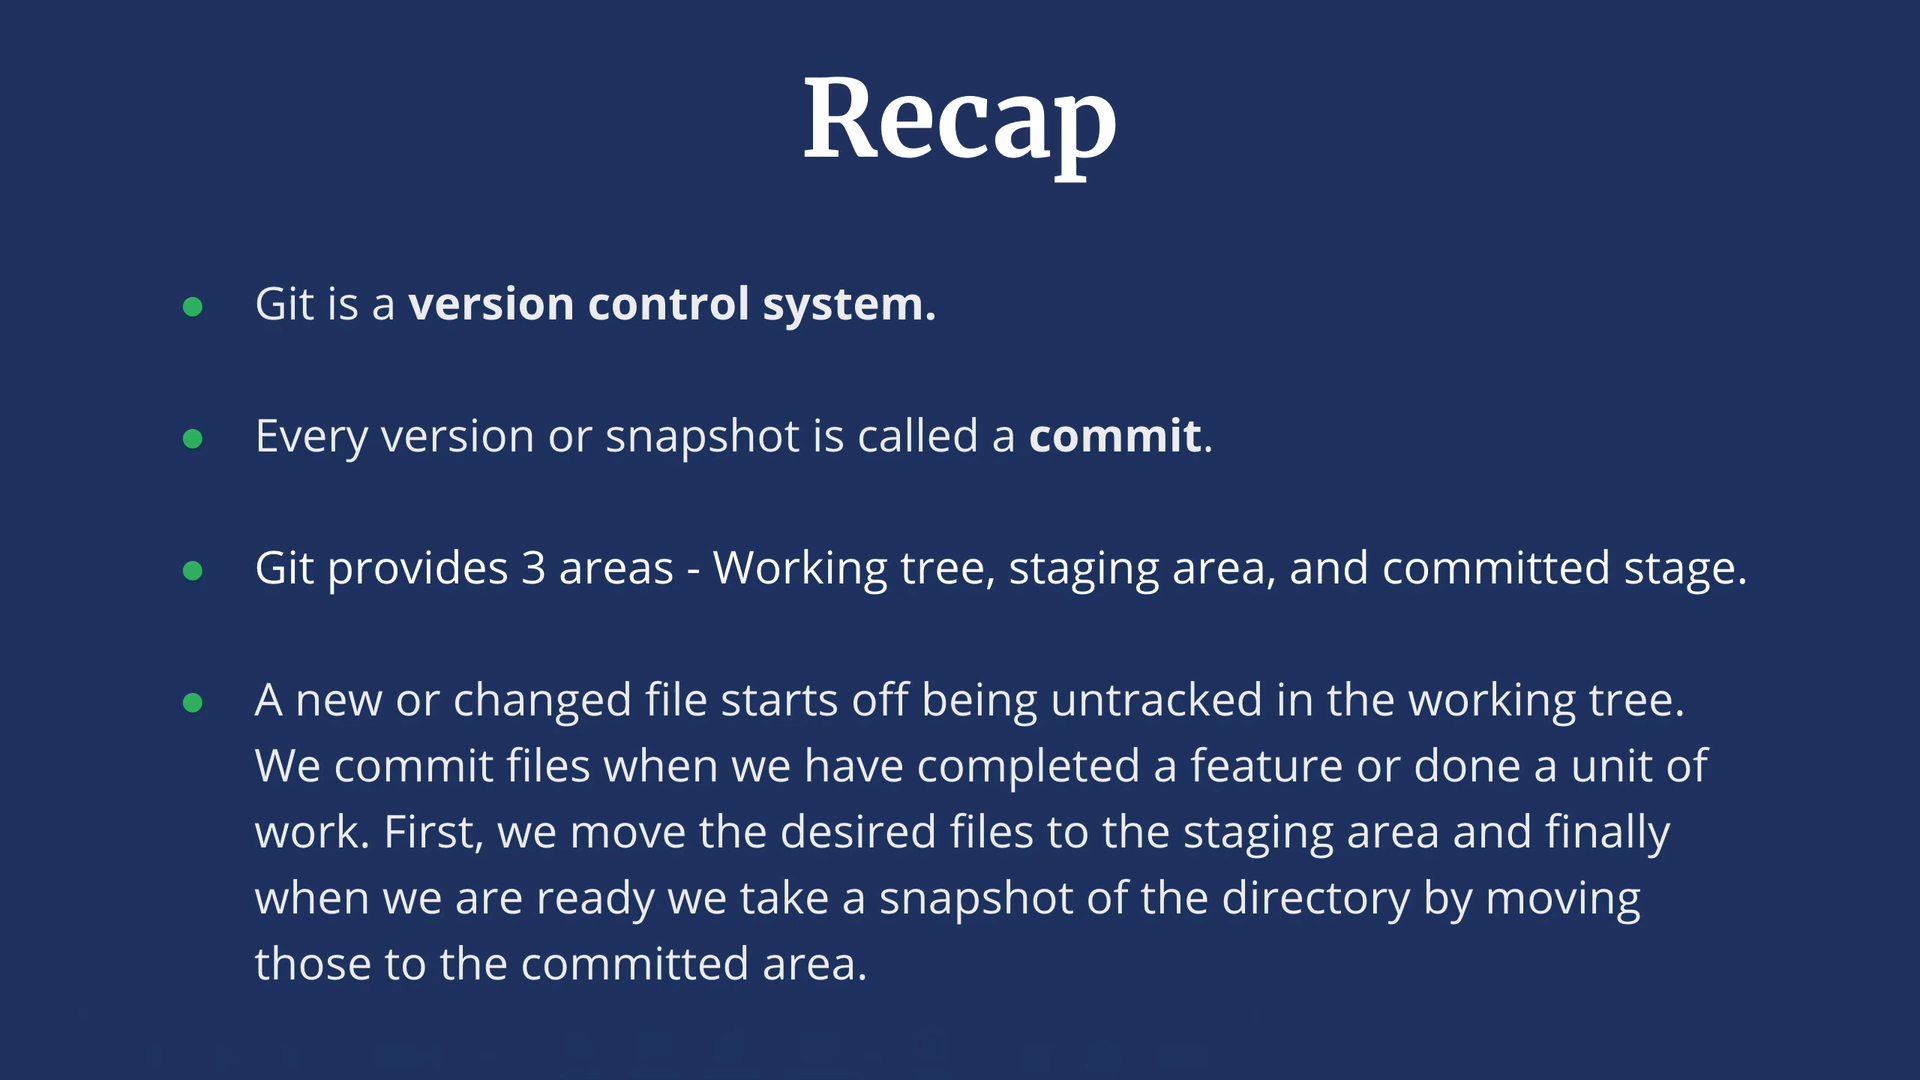 Recap
Git is a version control system.
Every version or snapshot is called a commit.
Git provides 3 areas - Working tree, staging area, and committed stage.
A new or changed file starts off being untracked in the working tree.
We commit files when we have completed a feature or done a unit of
work. First, we move the desired files to the staging area and finally
when we are ready we take a snapshot of the directory by moving
those to the committed area.